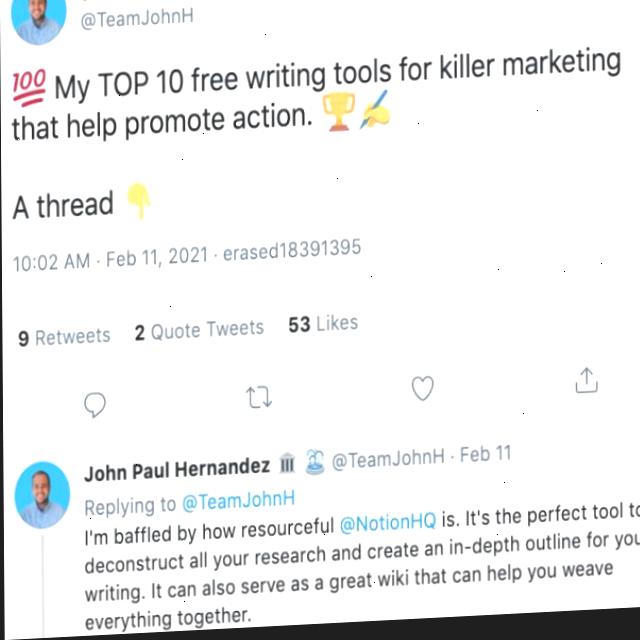 @TeamJohnH
💯 My TOP 10 free writing tools for killer marketing
that help promote action. 🏆✍️
A thread 👇
10:02 AM · Feb 11, 2021 · erased18391395
9 Retweets 2 Quote Tweets 53 Likes
John Paul Hernandez 🏛 ⛲ @TeamJohnH · Feb 11
Replying to @TeamJohnH
I'm baffled by how resourceful @NotionHQ is. It's the perfect tool to
deconstruct all your research and create an in-depth outline for you
writing. It can also serve as a great wiki that can help you weave
everything together.